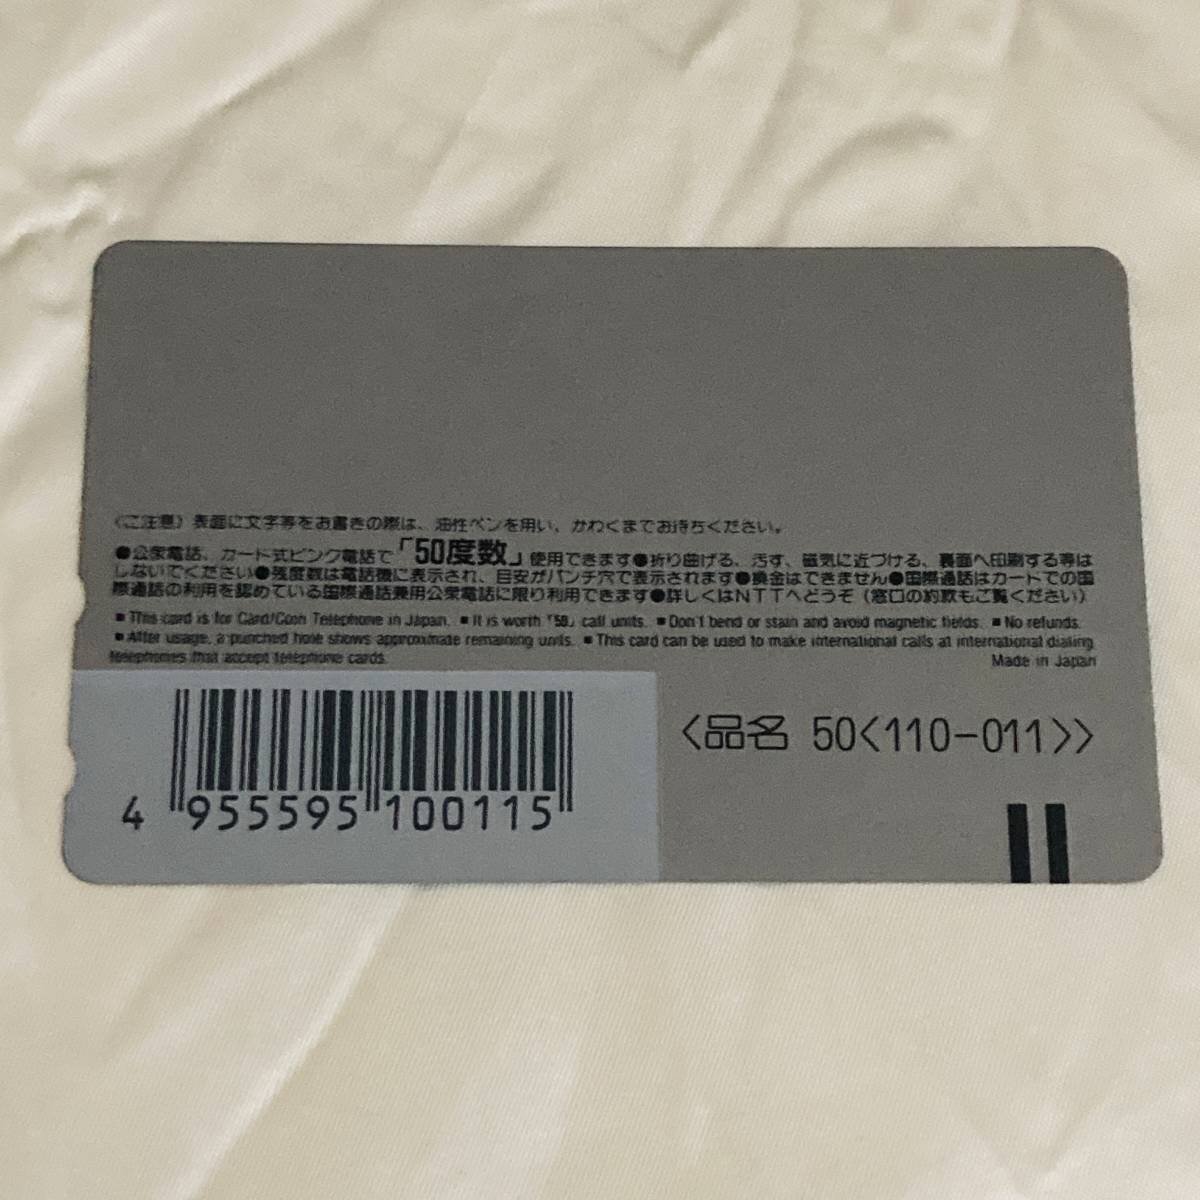 〈ご注意〉表面に文字等をお書きの際は、油性ペンを用い、かわくまでお持ちください。
●公衆電話、カード式ピンク電話で「50度数」使用できます●折り曲げる、汚す、磁気に近づける、裏面へ印刷する等は
しないでください●残度数は電話機に表示され、目安がパンチ穴で表示されます●換金はできません●国際通話はカードでの国
際通話の利用を認めている国際通話兼用公衆電話に限り利用できます●詳しくはNTTへどうぞ（窓口の約款もご覧ください）
■ This card is for Card/Coin Telephone in Japan. ■ It is worth「50」call units. ■ Don't bend or stain and avoid magnetic fields. ■ No refunds.
■ After usage, a punched hole shows approximate remaining units. ■ This card can be used to make international calls at international dialing
telephones that accept telephone cards.
Made in Japan
〈品名 50〈110-011〉〉
4 955595 100115